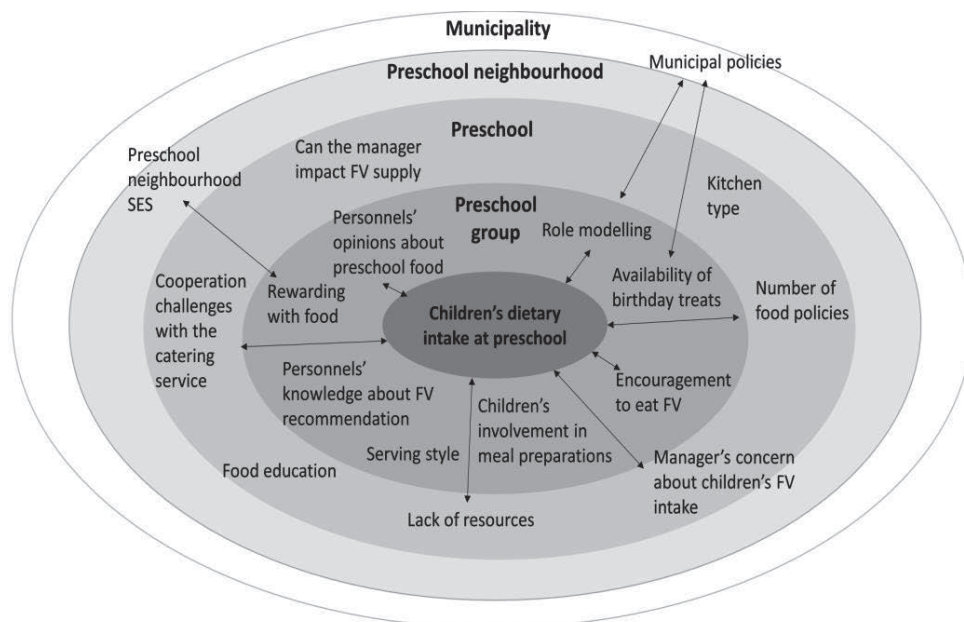 Municipality
Preschool neighbourhood
Municipal policies
Preschool
Can the manager
impact FV supply
Preschool
neighbourhood
SES
Kitchen
type
Preschool
group
Personnels'
opinions about
preschool food
Role modelling
Cooperation
challenges with
with the
catering
service
Rewarding
with food
Availability of
birthday treats
Number of
food policies
Children's dietary
intake at preschool
Personnels'
knowledge about FV
recommendation
Encouragement
to eat FV
Children's
involvement in
meal preparations
Serving style
Food education
Manager's concern
about children's FV
intake
Lack of resources